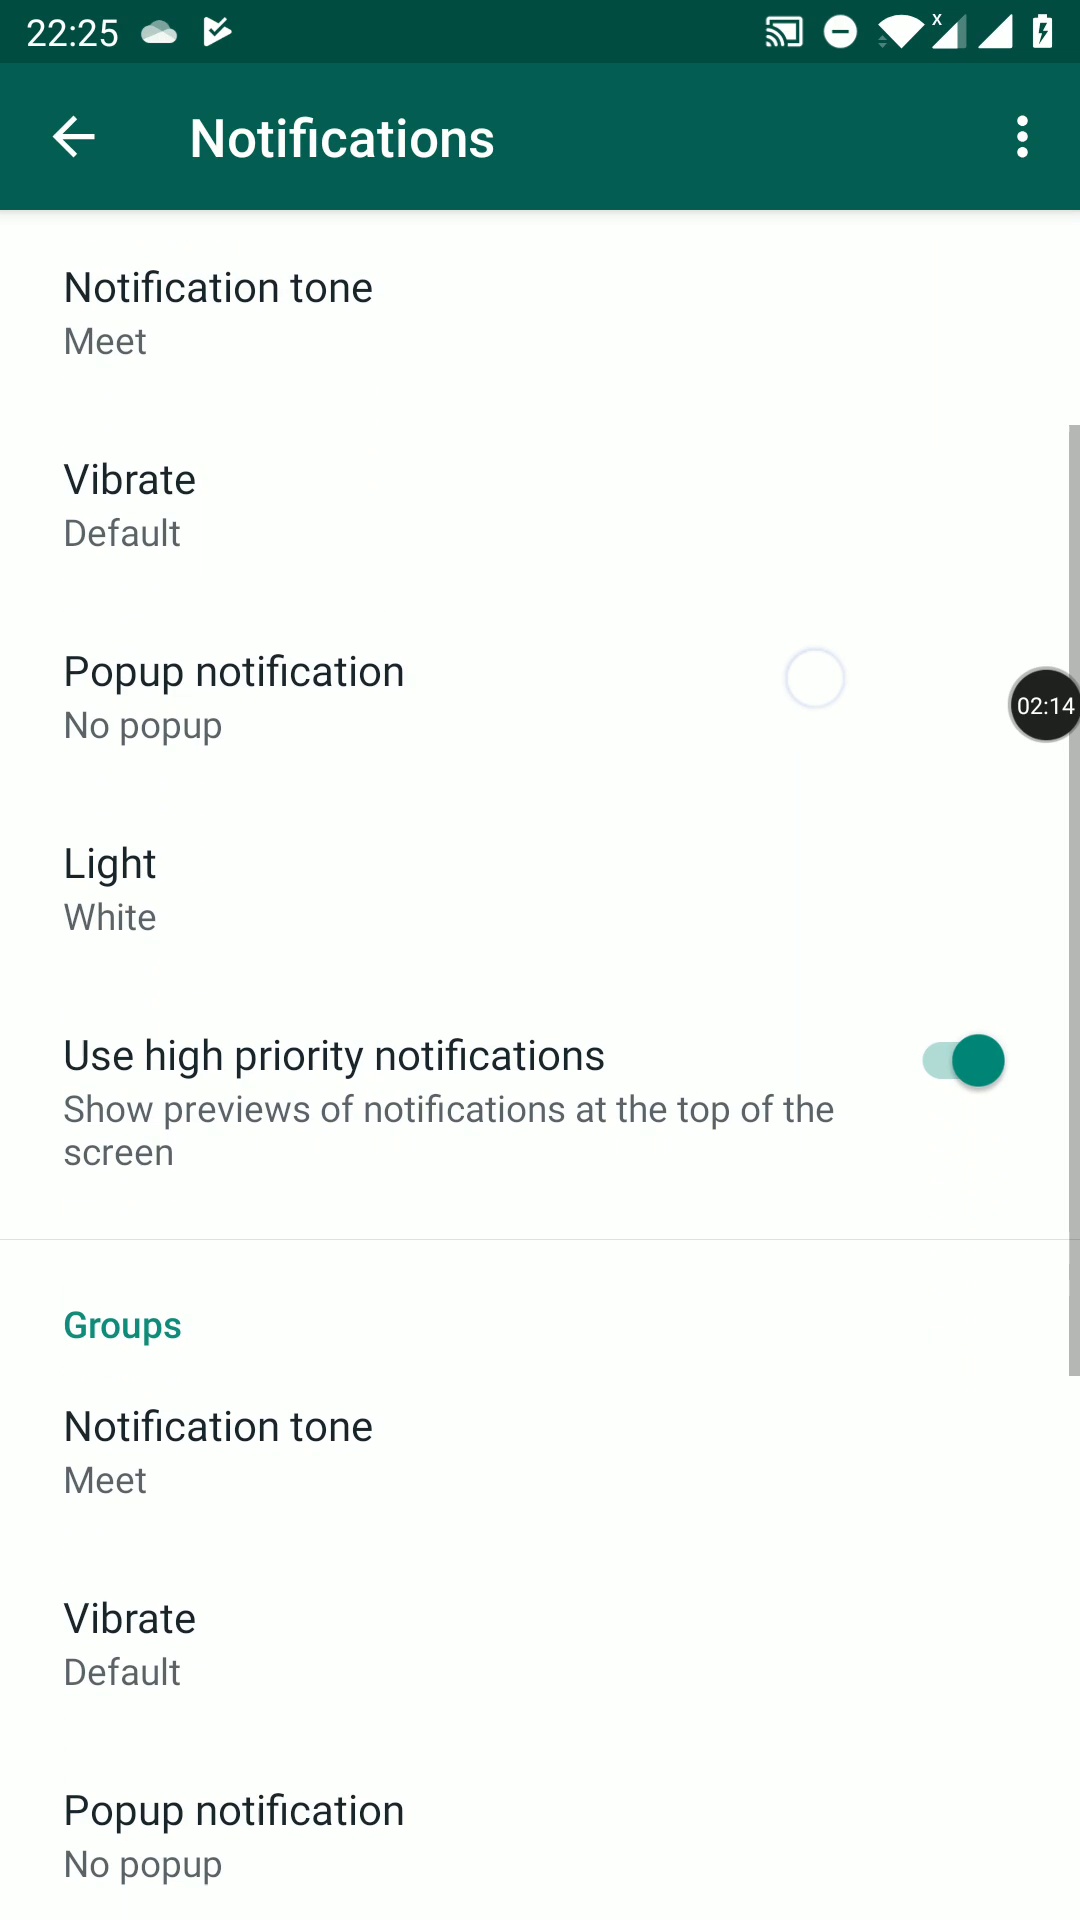 22:25
x
Notifications
Notification tone
Meet
Vibrate
Default
Popup notification
No popup
02:14
Light
White
Use high priority notifications
Show previews of notifications at the top of the
screen
Groups
Notification tone
Meet
Vibrate
Default
Popup notification
No popup